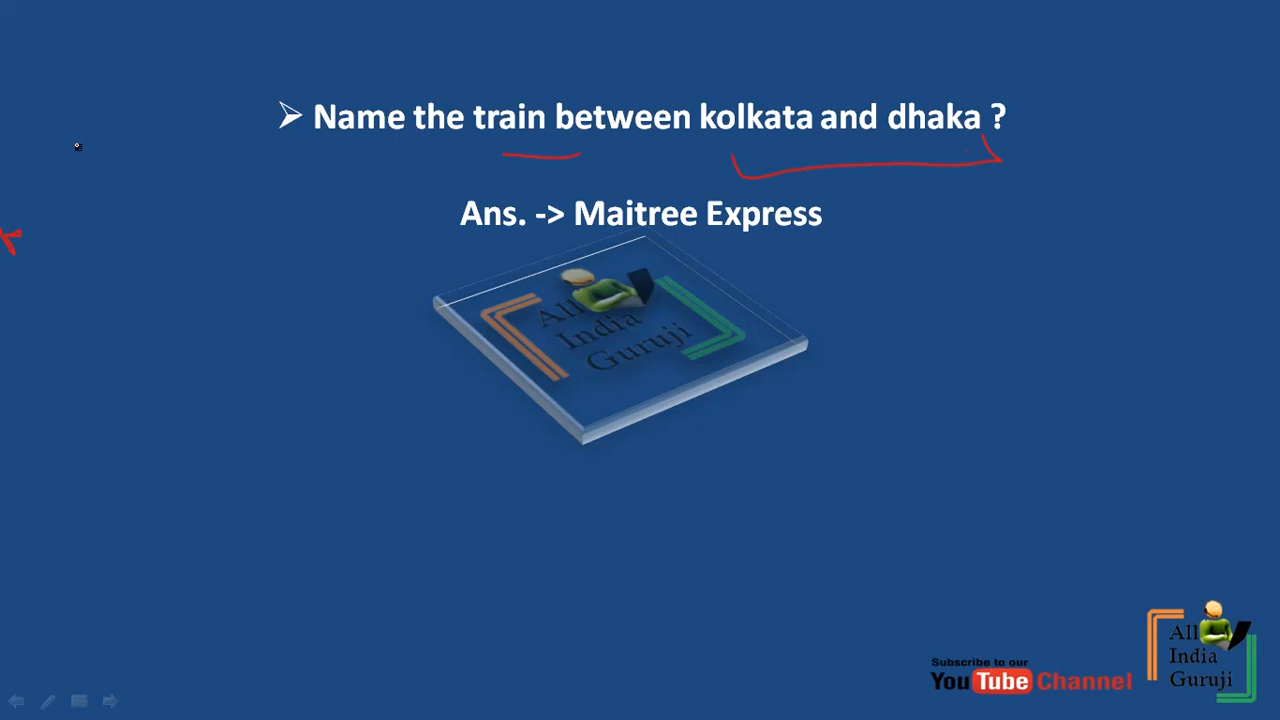 Name the train between kolkata and dhaka ?
Ans. -> Maitree Express
All
India
Guruji
Subscribe to our
YouTube Channel
All
India
Guruji